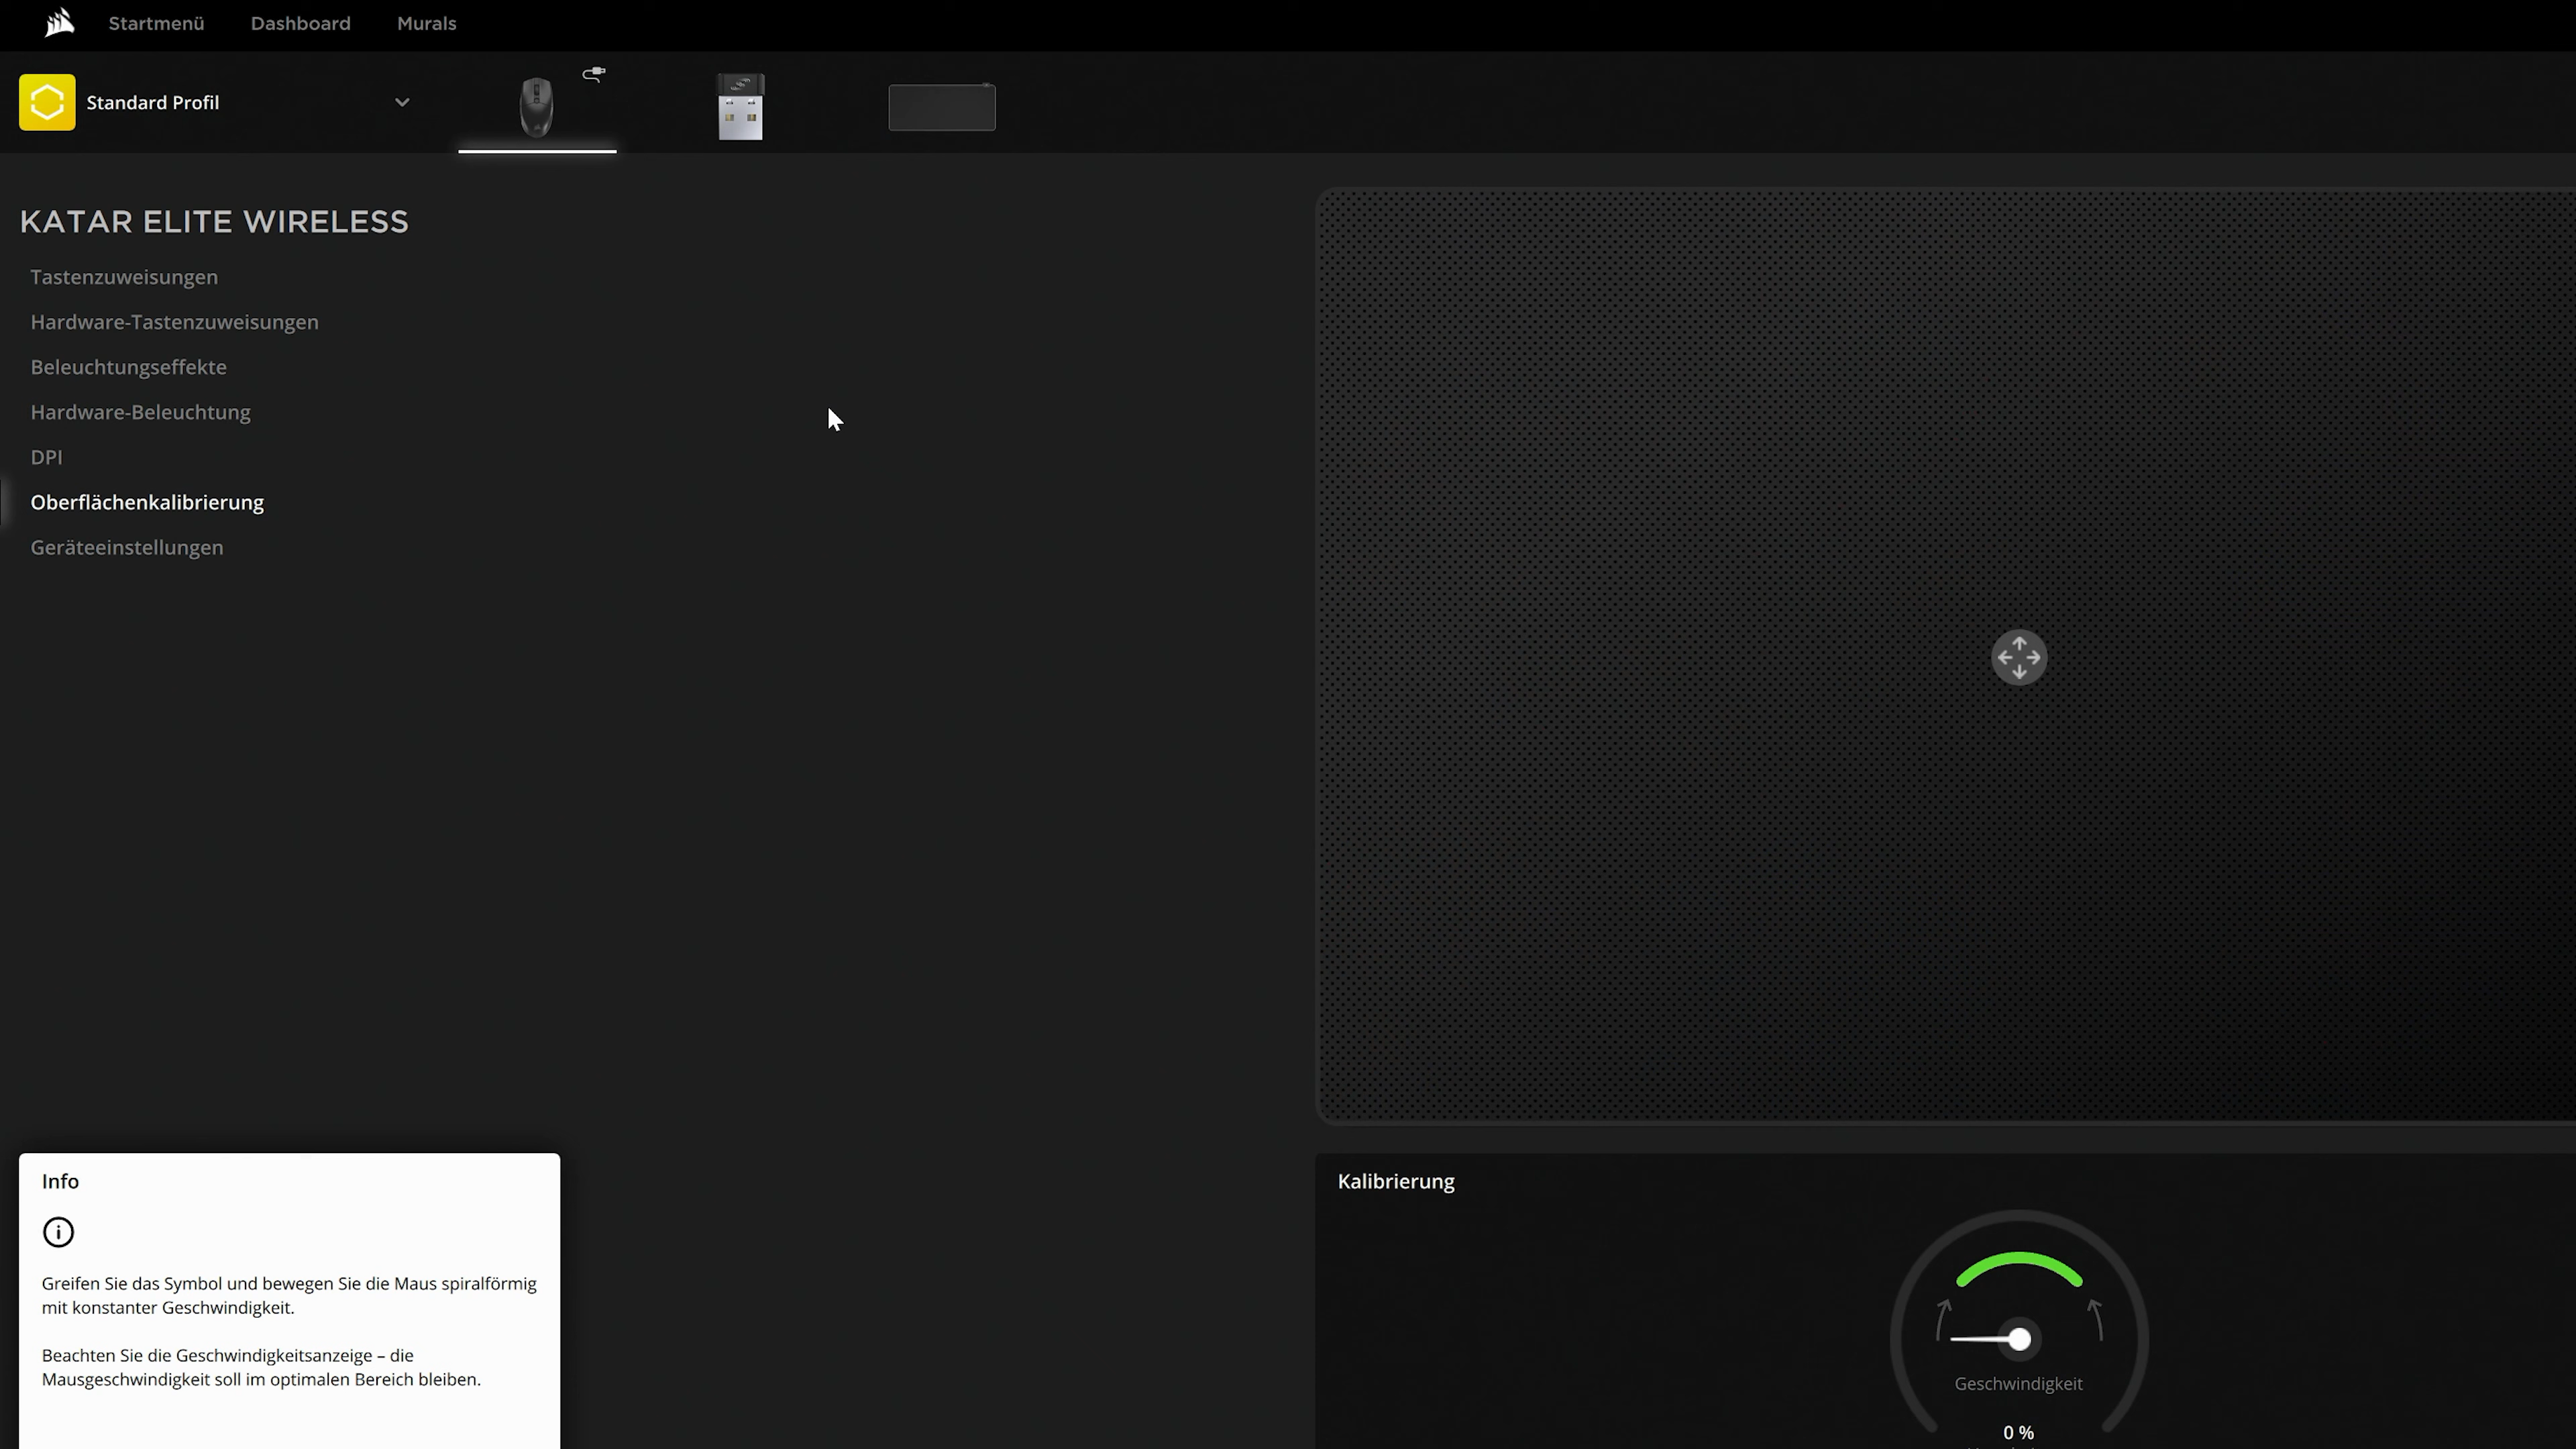 Startmenü Dashboard Murals
Standard Profil
KATAR ELITE WIRELESS
Tastenzuweisungen
Hardware-Tastenzuweisungen
Beleuchtungseffekte
Hardware-Beleuchtung
DPI
Oberflächenkalibrierung
Geräteeinstellungen
Info
Greifen Sie das Symbol und bewegen Sie die Maus spiralförmig
mit konstanter Geschwindigkeit.
Beachten Sie die Geschwindigkeitsanzeige – die
Mausgeschwindigkeit soll im optimalen Bereich bleiben.
Kalibrierung
Geschwindigkeit
0 %